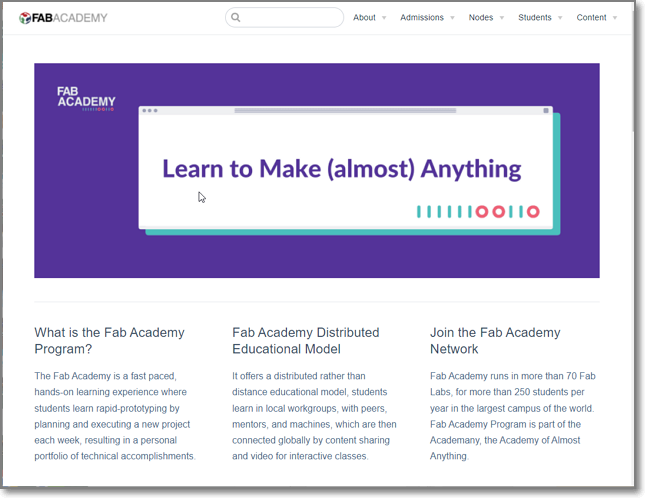 FABACADEMY
About Admissions Nodes Students Content
FAB
ACADEMY
Learn to Make (almost) Anything
What is the Fab Academy
Program?
The Fab Academy is a fast paced,
hands-on learning experience where
students learn rapid-prototyping by
planning and executing a new project
each week, resulting in a personal
portfolio of technical accomplishments.
Fab Academy Distributed
Educational Model
It offers a distributed rather than
distance educational model, students
learn in local workgroups, with peers,
mentors, and machines, which are then
connected globally by content sharing
and video for interactive classes.
Join the Fab Academy
Network
Fab Academy runs in more than 70 Fab
Labs, for more than 250 students per
year in the largest campus of the world.
Fab Academy Program is part of the
Academany, the Academy of Almost
Anything.